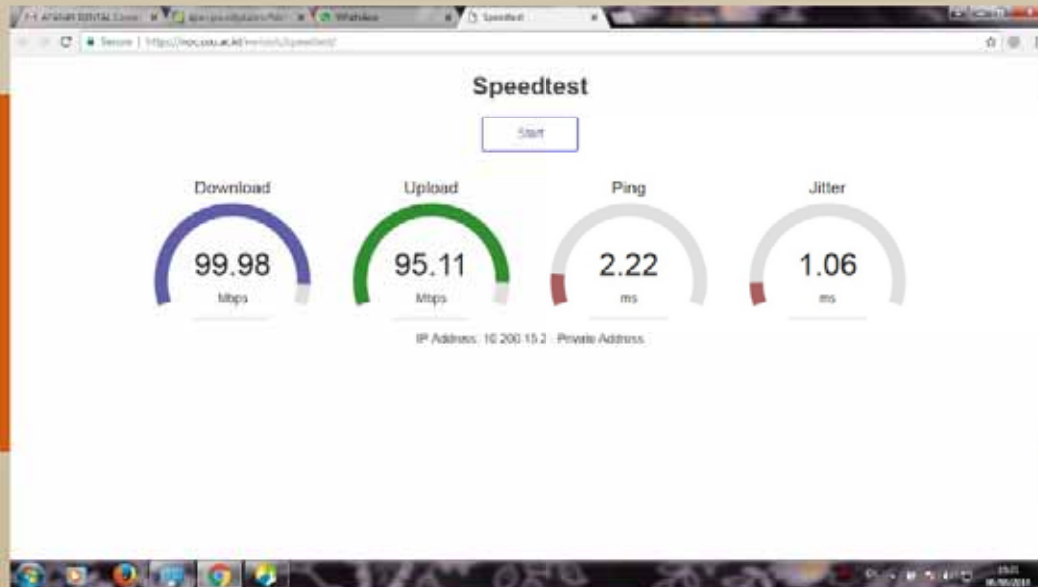 WhatsApp
Speedtest
Secure
Speedtest
Start
Download
Upload
Ping
Jitter
99.98
95.11
2.22
1.06
Mbps
Mbps
ms
ms
IP Address: 10.200.15.2 - Private Address